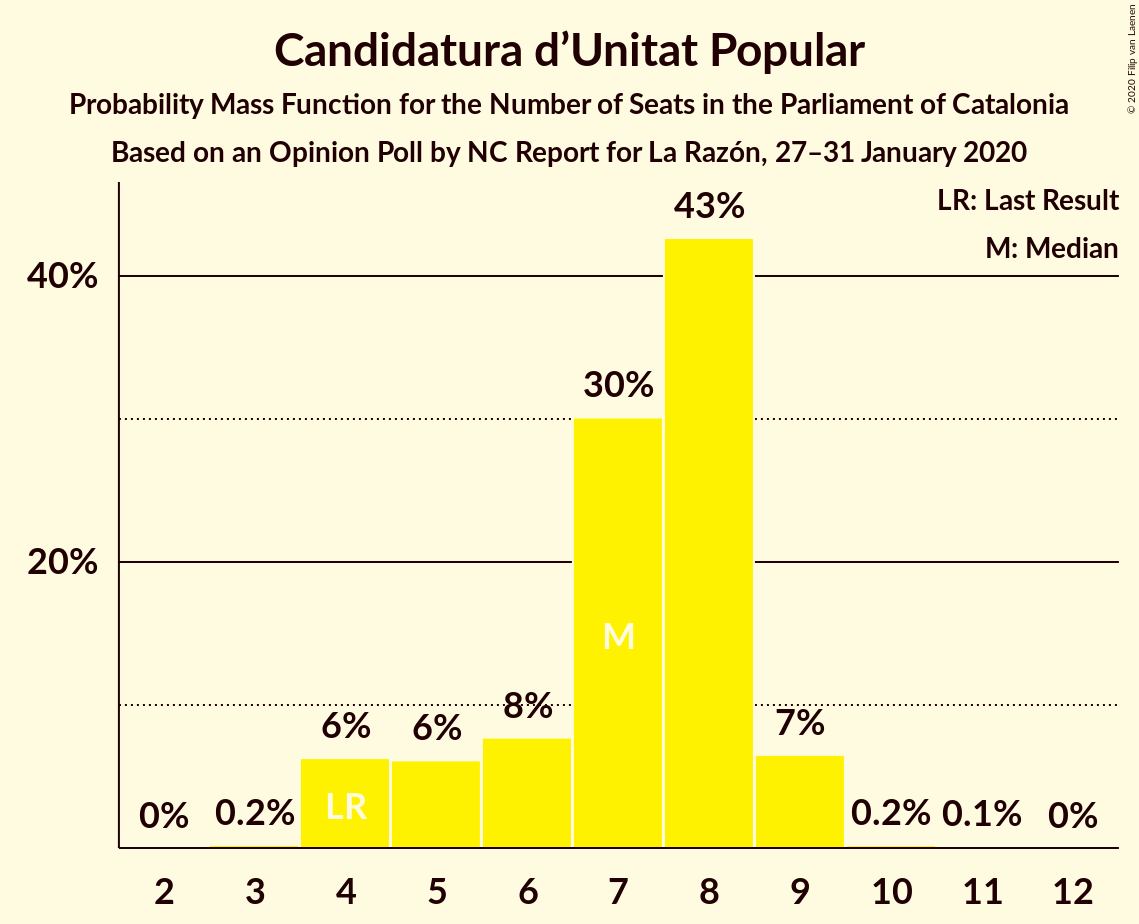 Candidatura d’Unitat Popular
Probability Mass Function for the Number of Seats in the Parliament of Catalonia
Based on an Opinion Poll by NC Report for La Razón, 27–31 January 2020
© 2020 Filip van Laenen
LR: Last Result
M: Median
40%
20%
0%
0.2%
6%
6%
8%
30%
43%
7%
0.2%
0.1%
0%
LR
M
2 3 4 5 6 7 8 9 10 11 12